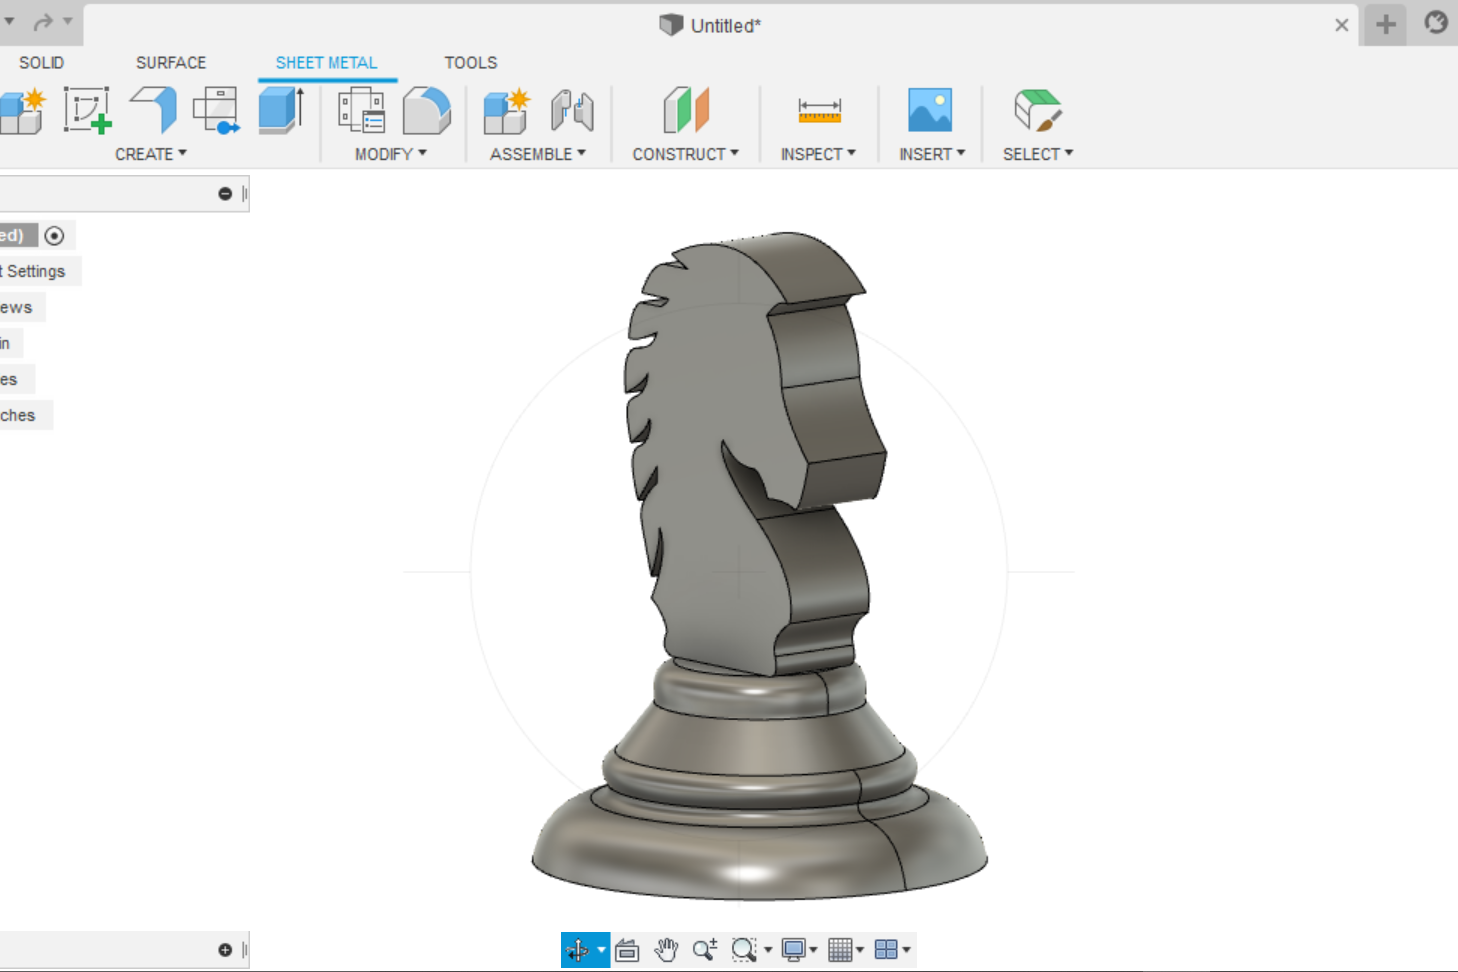 Untitled*
SOLID SURFACE SHEET METAL TOOLS
CREATE MODIFY ASSEMBLE CONSTRUCT INSPECT INSERT SELECT
ed)
t Settings
ews
in
es
ches